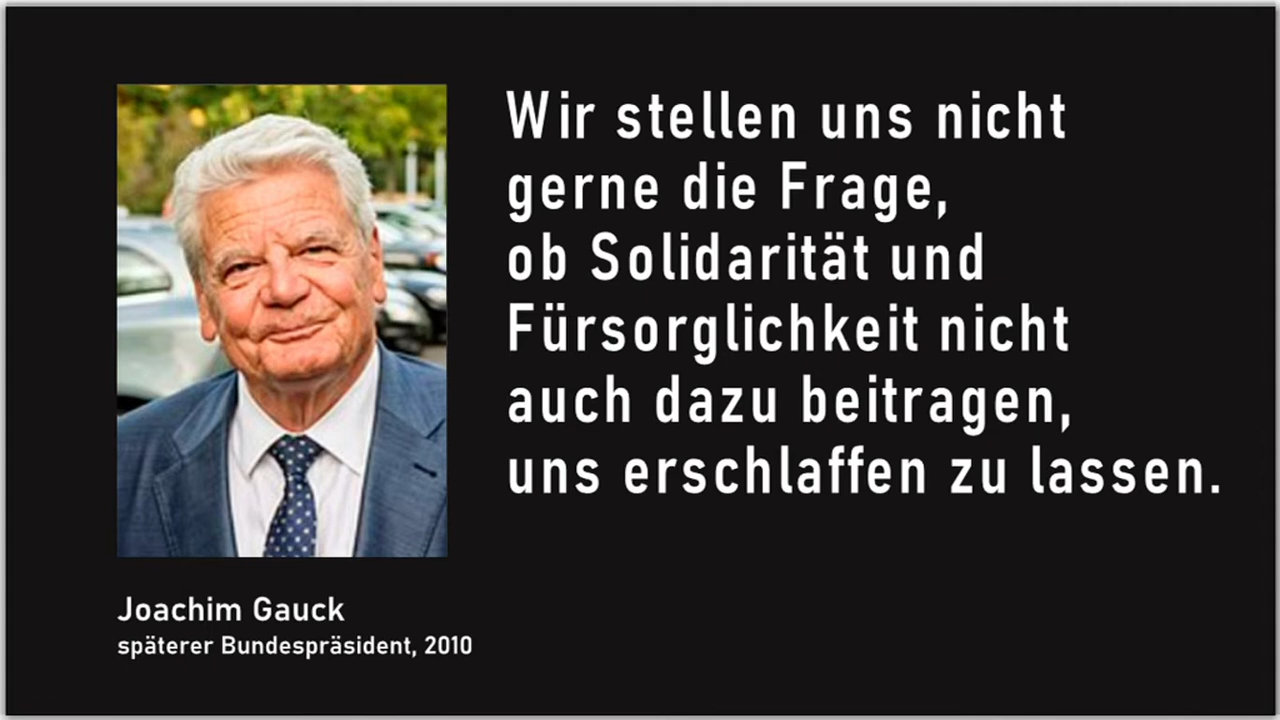 Wir stellen uns nicht
gerne die Frage,
ob Solidarität und
Fürsorglichkeit nicht
auch dazu beitragen,
uns erschlaffen zu lassen.
Joachim Gauck
späterer Bundespräsident, 2010